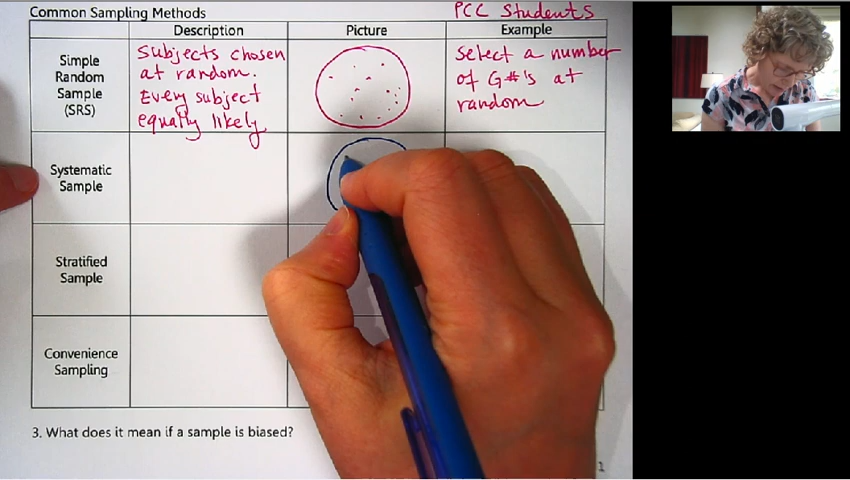 Common Sampling Methods
PCC Students
Description Picture Example
Simple
Random
Sample
(SRS)
Subjects chosen
at random.
Every subject
equally likely
Select a number
of G#'s at
random
Systematic
Sample
Stratified
Sample
Convenience
Sampling
3. What does it mean if a sample is biased?
1